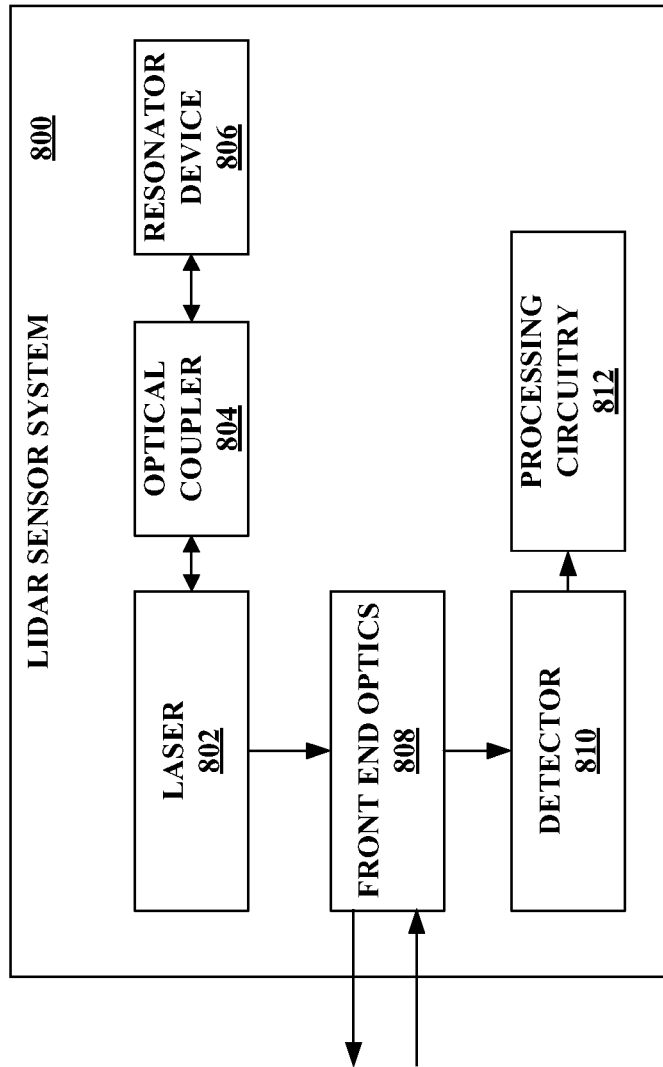 LIDAR SENSOR SYSTEM
800
LASER
802
OPTICAL
COUPLER
804
RESONATOR
DEVICE
806
FRONT END OPTICS
808
DETECTOR
810
PROCESSING
CIRCUITRY
812